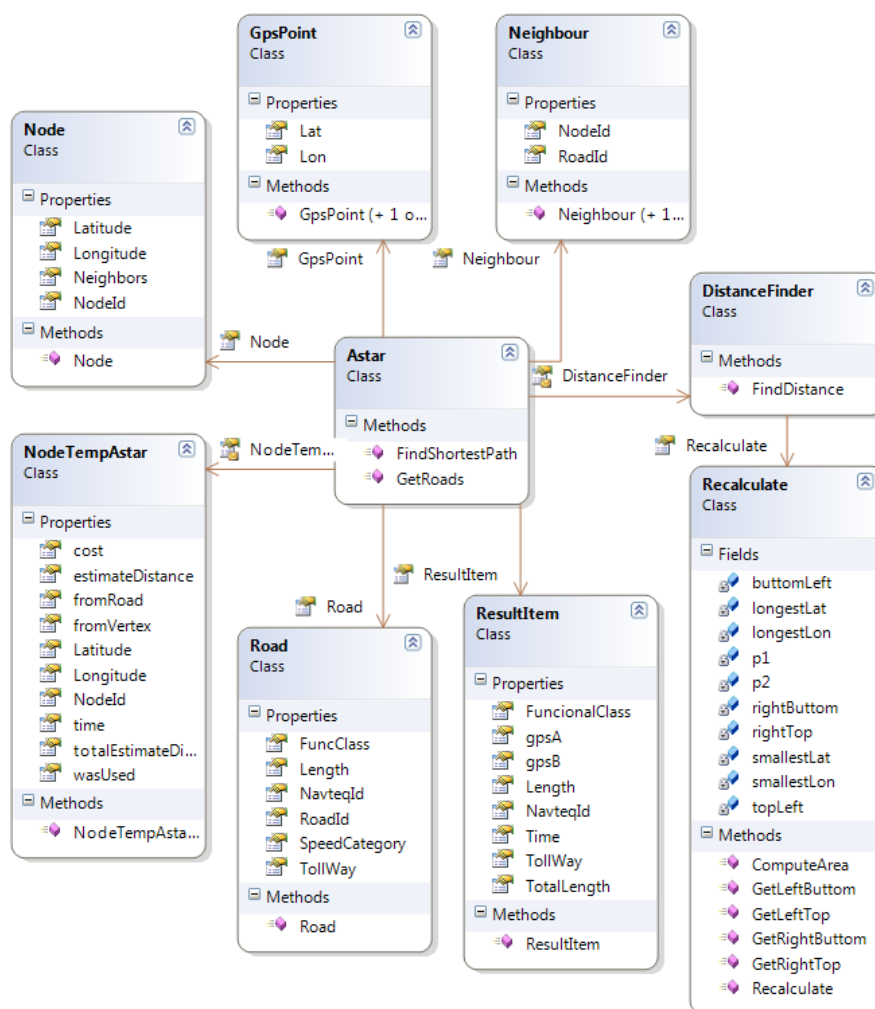 GpsPoint
Class
Properties
Lat
Lon
Methods
GpsPoint (+ 1 o...
Neighbour
Class
Properties
NodeId
RoadId
Methods
Neighbour (+ 1...
Node
Class
Properties
Latitude
Longitude
Neighbors
NodeId
Methods
Node
GpsPoint
Neighbour
Node
DistanceFinder
Class
Methods
FindDistance
Astar
Class
Methods
FindShortestPath
GetRoads
DistanceFinder
Recalculate
NodeTem...
NodeTempAstar
Class
Properties
cost
estimateDistance
fromRoad
fromVertex
Latitude
Longitude
NodeId
time
totalEstimateDi...
wasUsed
Methods
NodeTempAsta...
Road
ResultItem
Road
Class
Properties
FuncClass
Length
NavteqId
RoadId
SpeedCategory
TollWay
Methods
Road
ResultItem
Class
Properties
FuncionalClass
gpsA
gpsB
Length
NavteqId
Time
TollWay
TotalLength
Methods
ResultItem
Recalculate
Class
Fields
buttomLeft
longestLat
longestLon
p1
p2
rightButtom
rightTop
smallestLat
smallestLon
topLeft
Methods
ComputeArea
GetLeftButtom
GetLeftTop
GetRightButtom
GetRightTop
Recalculate